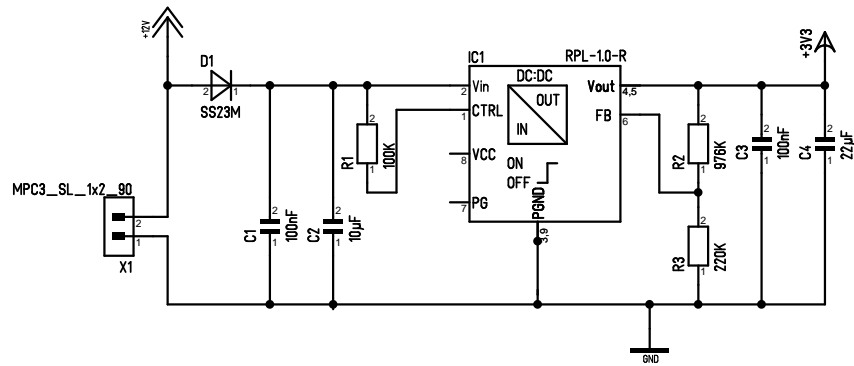 +12V
D1
2
1
SS23M
IC1
RPL-1.0-R
DC:DC
OUT
IN
Vin
2
CTRL
1
VCC
8
PG
7
ON
OFF
PGND
3,9
Vout
4,5
FB
6
+3V3
R1
2
1
100K
R2
2
1
976K
R3
2
1
220K
C3
2
1
100nF
C4
2
1
22µF
MPC3_SL_1x2_90
2
1
X1
C1
2
1
100nF
C2
2
1
10µF
GND